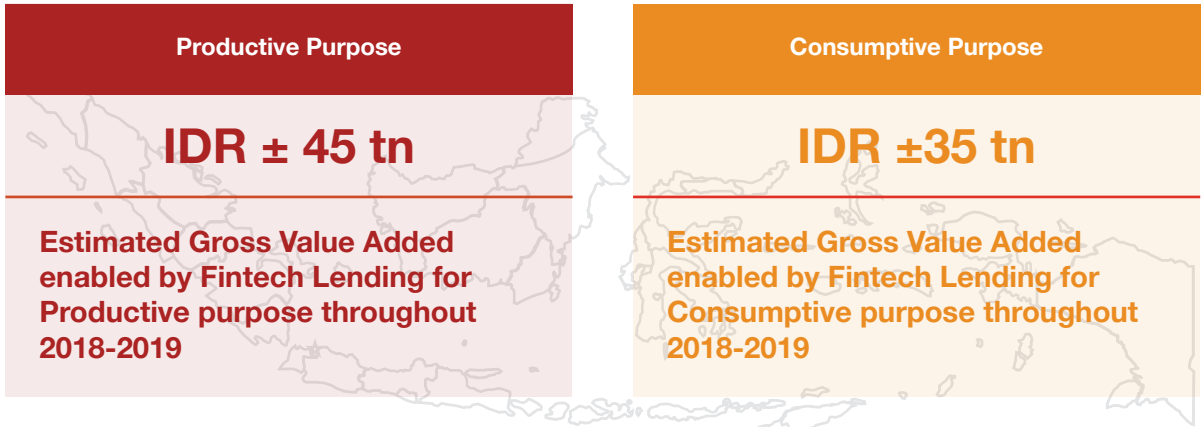 Productive Purpose
IDR ± 45 tn
Estimated Gross Value Added
enabled by Fintech Lending for
Productive purpose throughout
2018-2019
Consumptive Purpose
IDR ±35 tn
Estimated Gross Value Added
enabled by Fintech Lending for
Consumptive purpose throughout
2018-2019